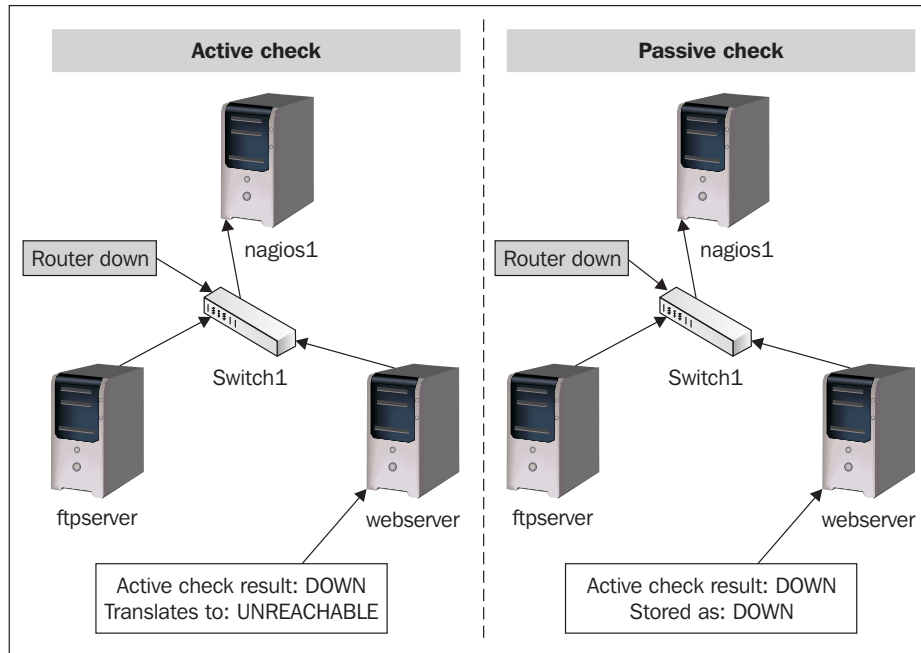 Active check
nagios1
Router down
Switch1
ftpserver
webserver
Active check result: DOWN
Translates to: UNREACHABLE
Passive check
nagios1
Router down
Switch1
ftpserver
webserver
Active check result: DOWN
Stored as: DOWN